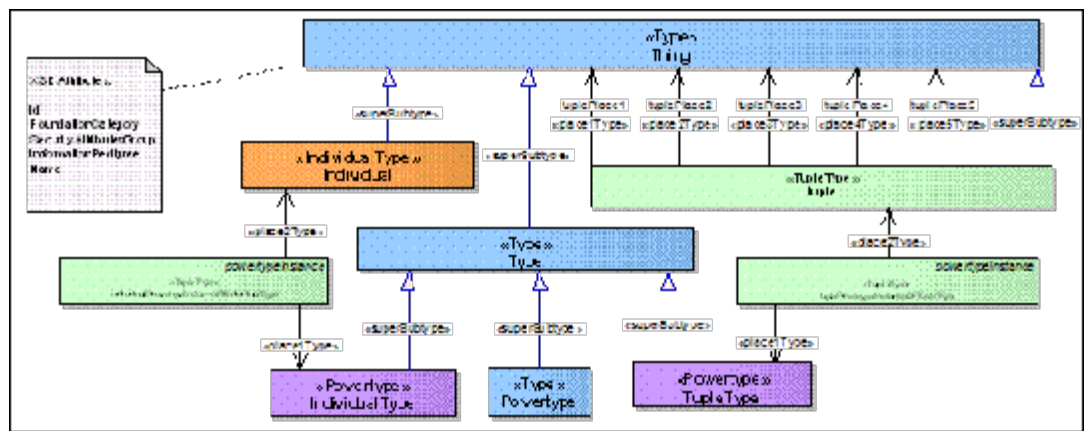 «Type»
Thing
Id
FoundationCategory
SecurityAttributesGroup
InformationPedigree
Name
tuplePlace1
tuplePlace2
tuplePlace3
tuplePlace4
tuplePlace5
«superSubtype»
«place1Type»
«place2Type»
«place3Type»
«place4Type»
«place5Type»
«superSubtype»
«IndividualType»
Individual
«superSubtype»
«TupleType»
tuple
«place2Type»
«Type»
Type
«place2Type»
powertypeInstance
powertypeInstance
«superSubtype»
«superSubtype»
«superSubtype»
«place1Type»
«place1Type»
«Powertype»
IndividualType
«Type»
Powertype
«Powertype»
TupleType